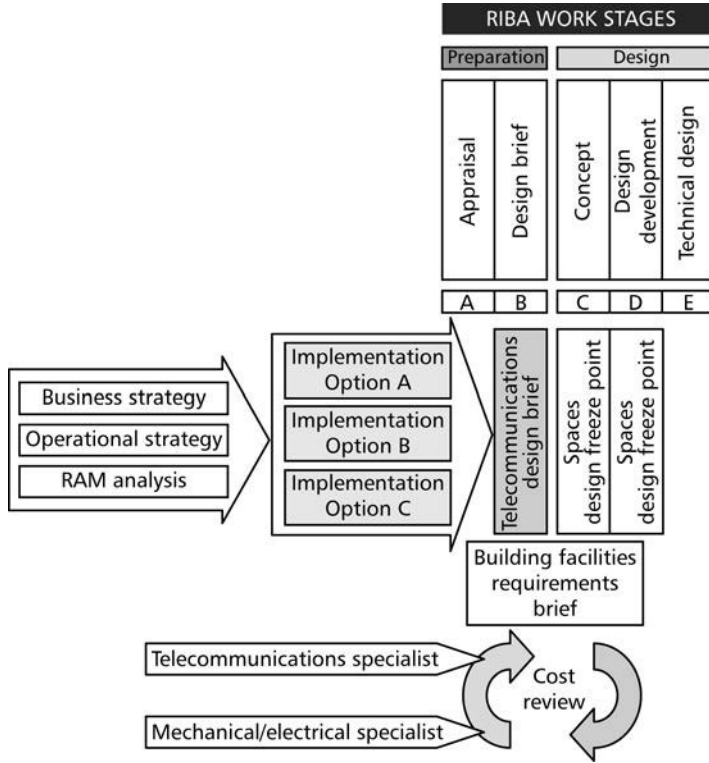 RIBA WORK STAGES
Preparation
Design
Appraisal
Design brief
Concept
Design
development
Technical design
A
B
C
D
E
Business strategy
Operational strategy
RAM analysis
Implementation
Option A
Implementation
Option B
Implementation
Option C
Telecommunications
design brief
Spaces
design freeze point
Spaces
design freeze point
Building facilities
requirements
brief
Telecommunications specialist
Mechanical/electrical specialist
Cost
review